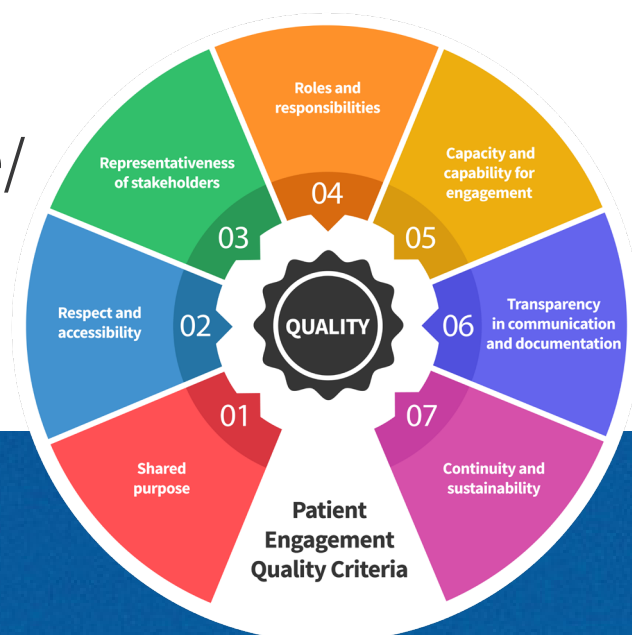 /
Roles and
responsibilities
04
Representativeness
of stakeholders
03
Capacity and
capability for
engagement
05
Respect and
accessibility
02
QUALITY
06
Transparency
in communication
and documentation
01
07
Shared
purpose
Continuity and
sustainability
Patient
Engagement
Quality Criteria